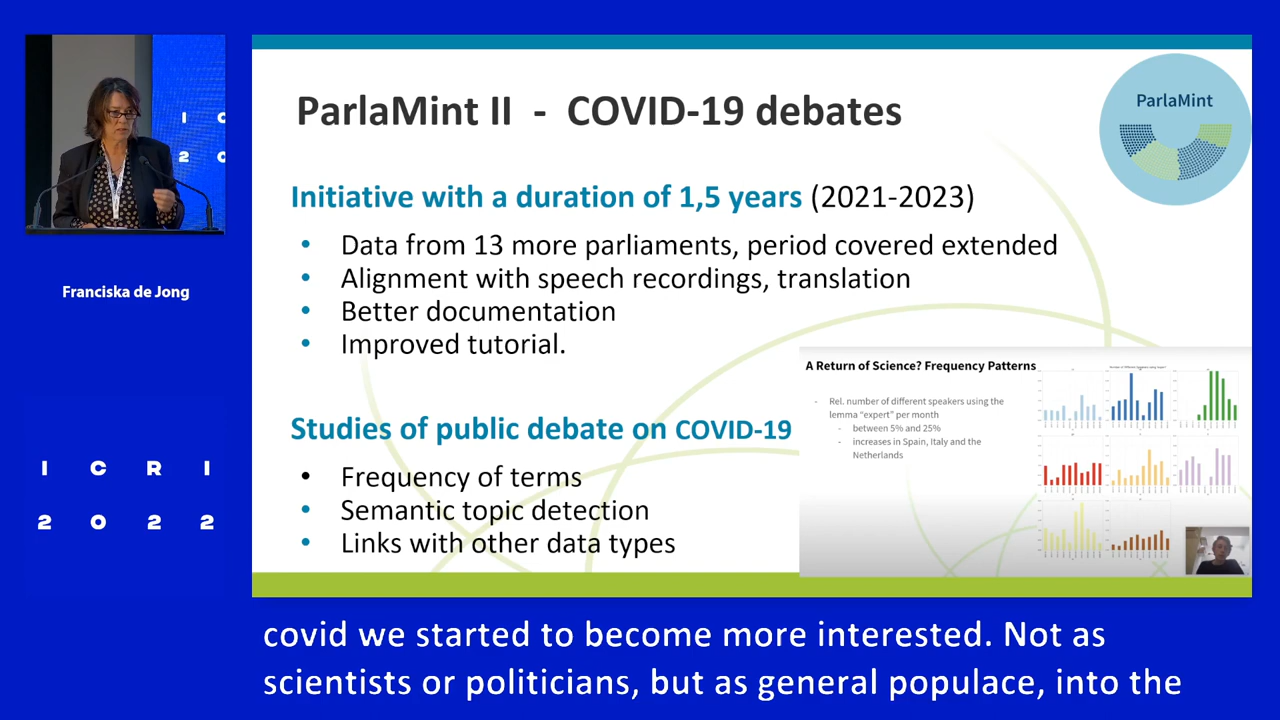 I C
2 0
Franciska de Jong
I C R I
2 0 2 2
ParlaMint II - COVID-19 debates
ParlaMint
Initiative with a duration of 1,5 years (2021-2023)
• Data from 13 more parliaments, period covered extended
• Alignment with speech recordings, translation
• Better documentation
• Improved tutorial.
Studies of public debate on COVID-19
• Frequency of terms
• Semantic topic detection
• Links with other data types
A Return of Science? Frequency Patterns
- Rel. number of different speakers using the
lemma "expert" per month
- between 5% and 25%
- increases in Spain, Italy and the
Netherlands
covid we started to become more interested. Not as
scientists or politicians, but as general populace, into the